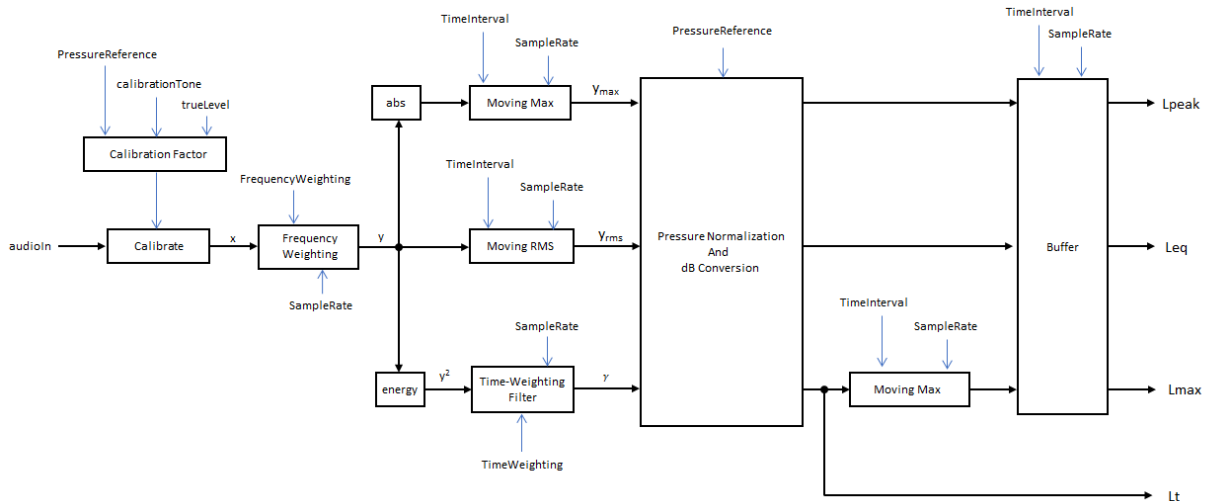 TimeInterval
SampleRate
PressureReference
TimeInterval
SampleRate
PressureReference
calibrationTone
trueLevel
abs
Moving Max
ymax
Lpeak
Calibration Factor
TimeInterval
SampleRate
FrequencyWeighting
audioIn
Calibrate
x
Frequency
Weighting
y
Moving RMS
yrms
Pressure Normalization
And
dB Conversion
Buffer
Leq
SampleRate
TimeInterval
SampleRate
SampleRate
energy
y2
Time-Weighting
Filter
γ
Moving Max
Lmax
TimeWeighting
Lt